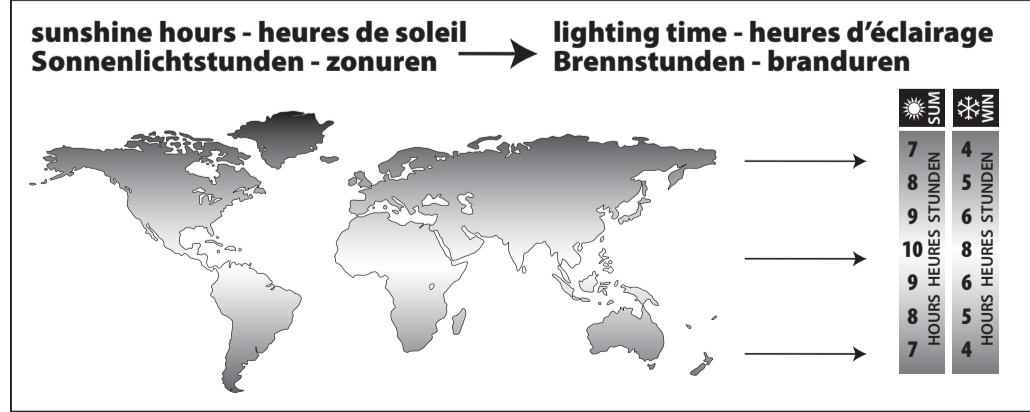 sunshine hours - heures de soleil
Sonnenlichtstunden - zonuren
lighting time - heures d'éclairage
Brennstunden - branduren
SUM WIN
7 4
8 5
9 6
10 8
9 6
8 5
7 4
HOURS HEURES STUNDEN
HOURS HEURES STUNDEN